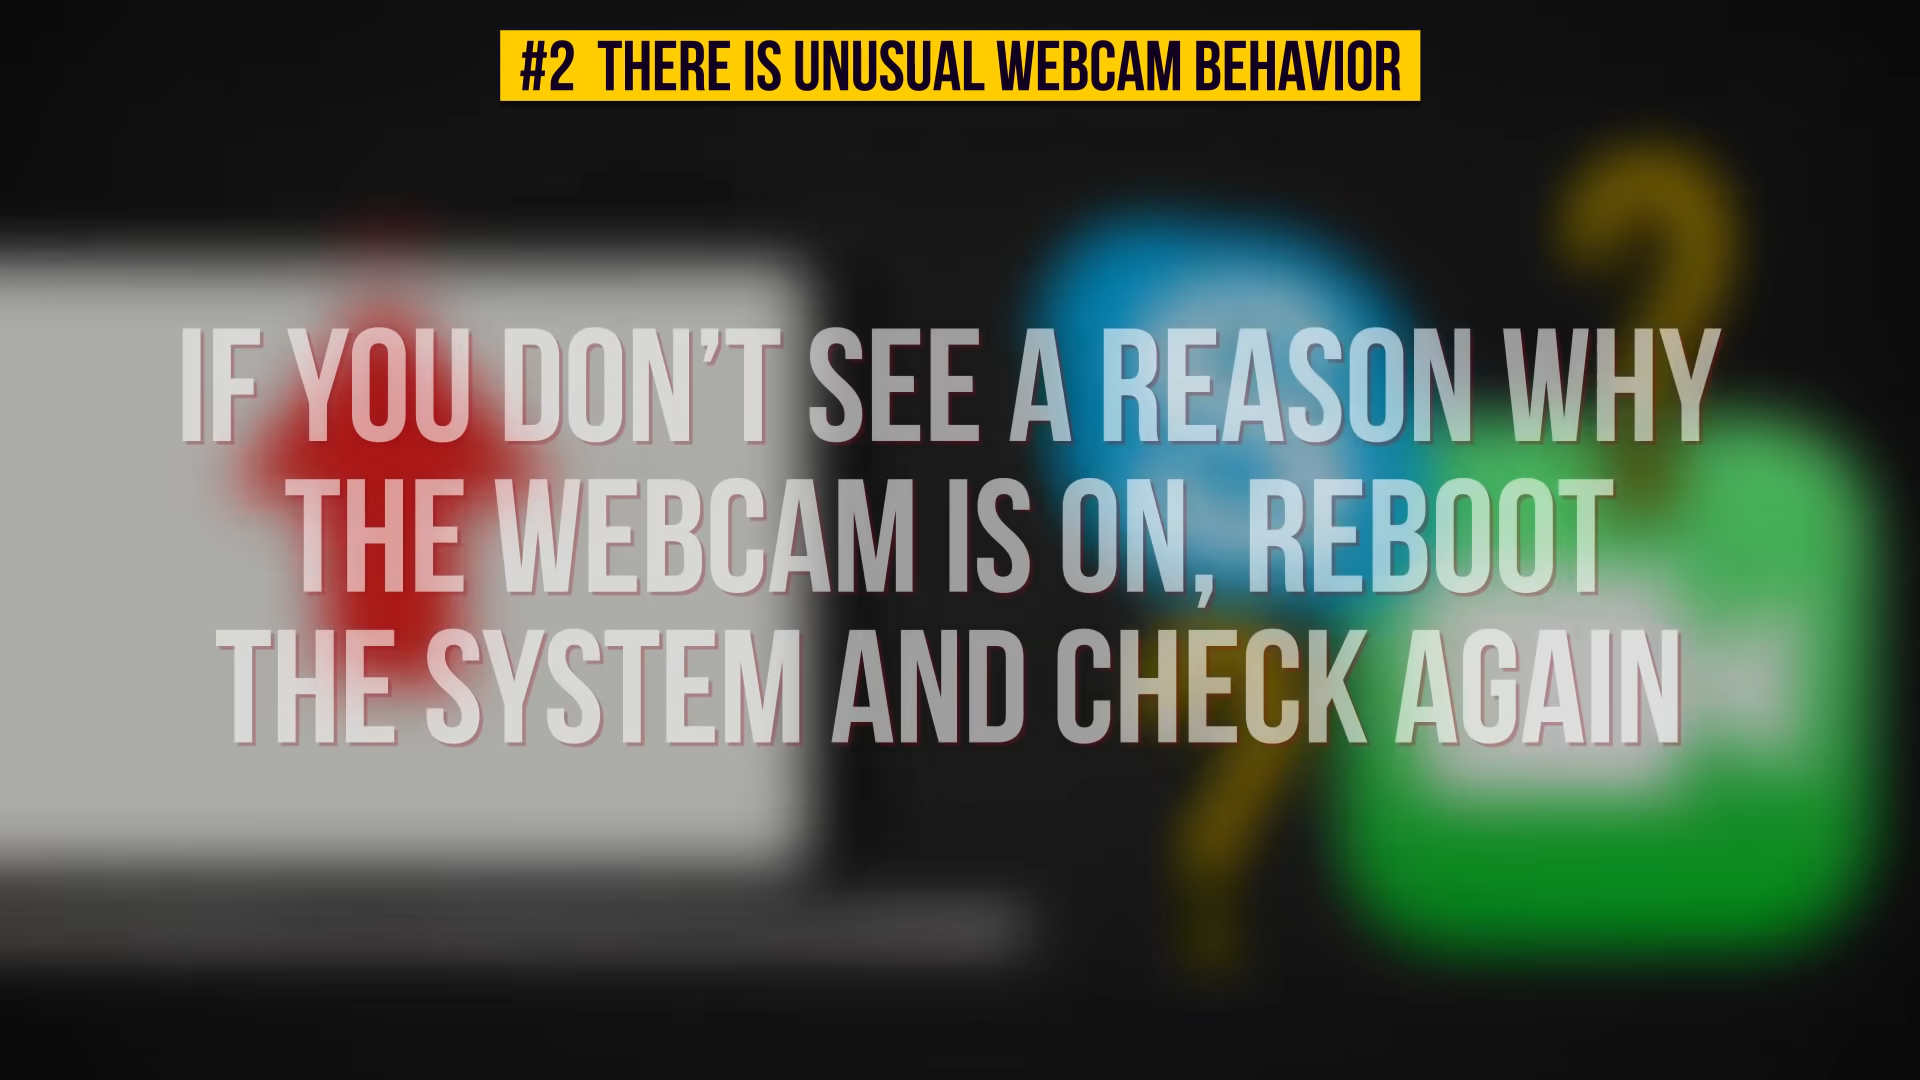 #2 THERE IS UNUSUAL WEBCAM BEHAVIOR
IF YOU DON'T SEE A REASON WHY
THE WEBCAM IS ON, REBOOT
THE SYSTEM AND CHECK AGAIN